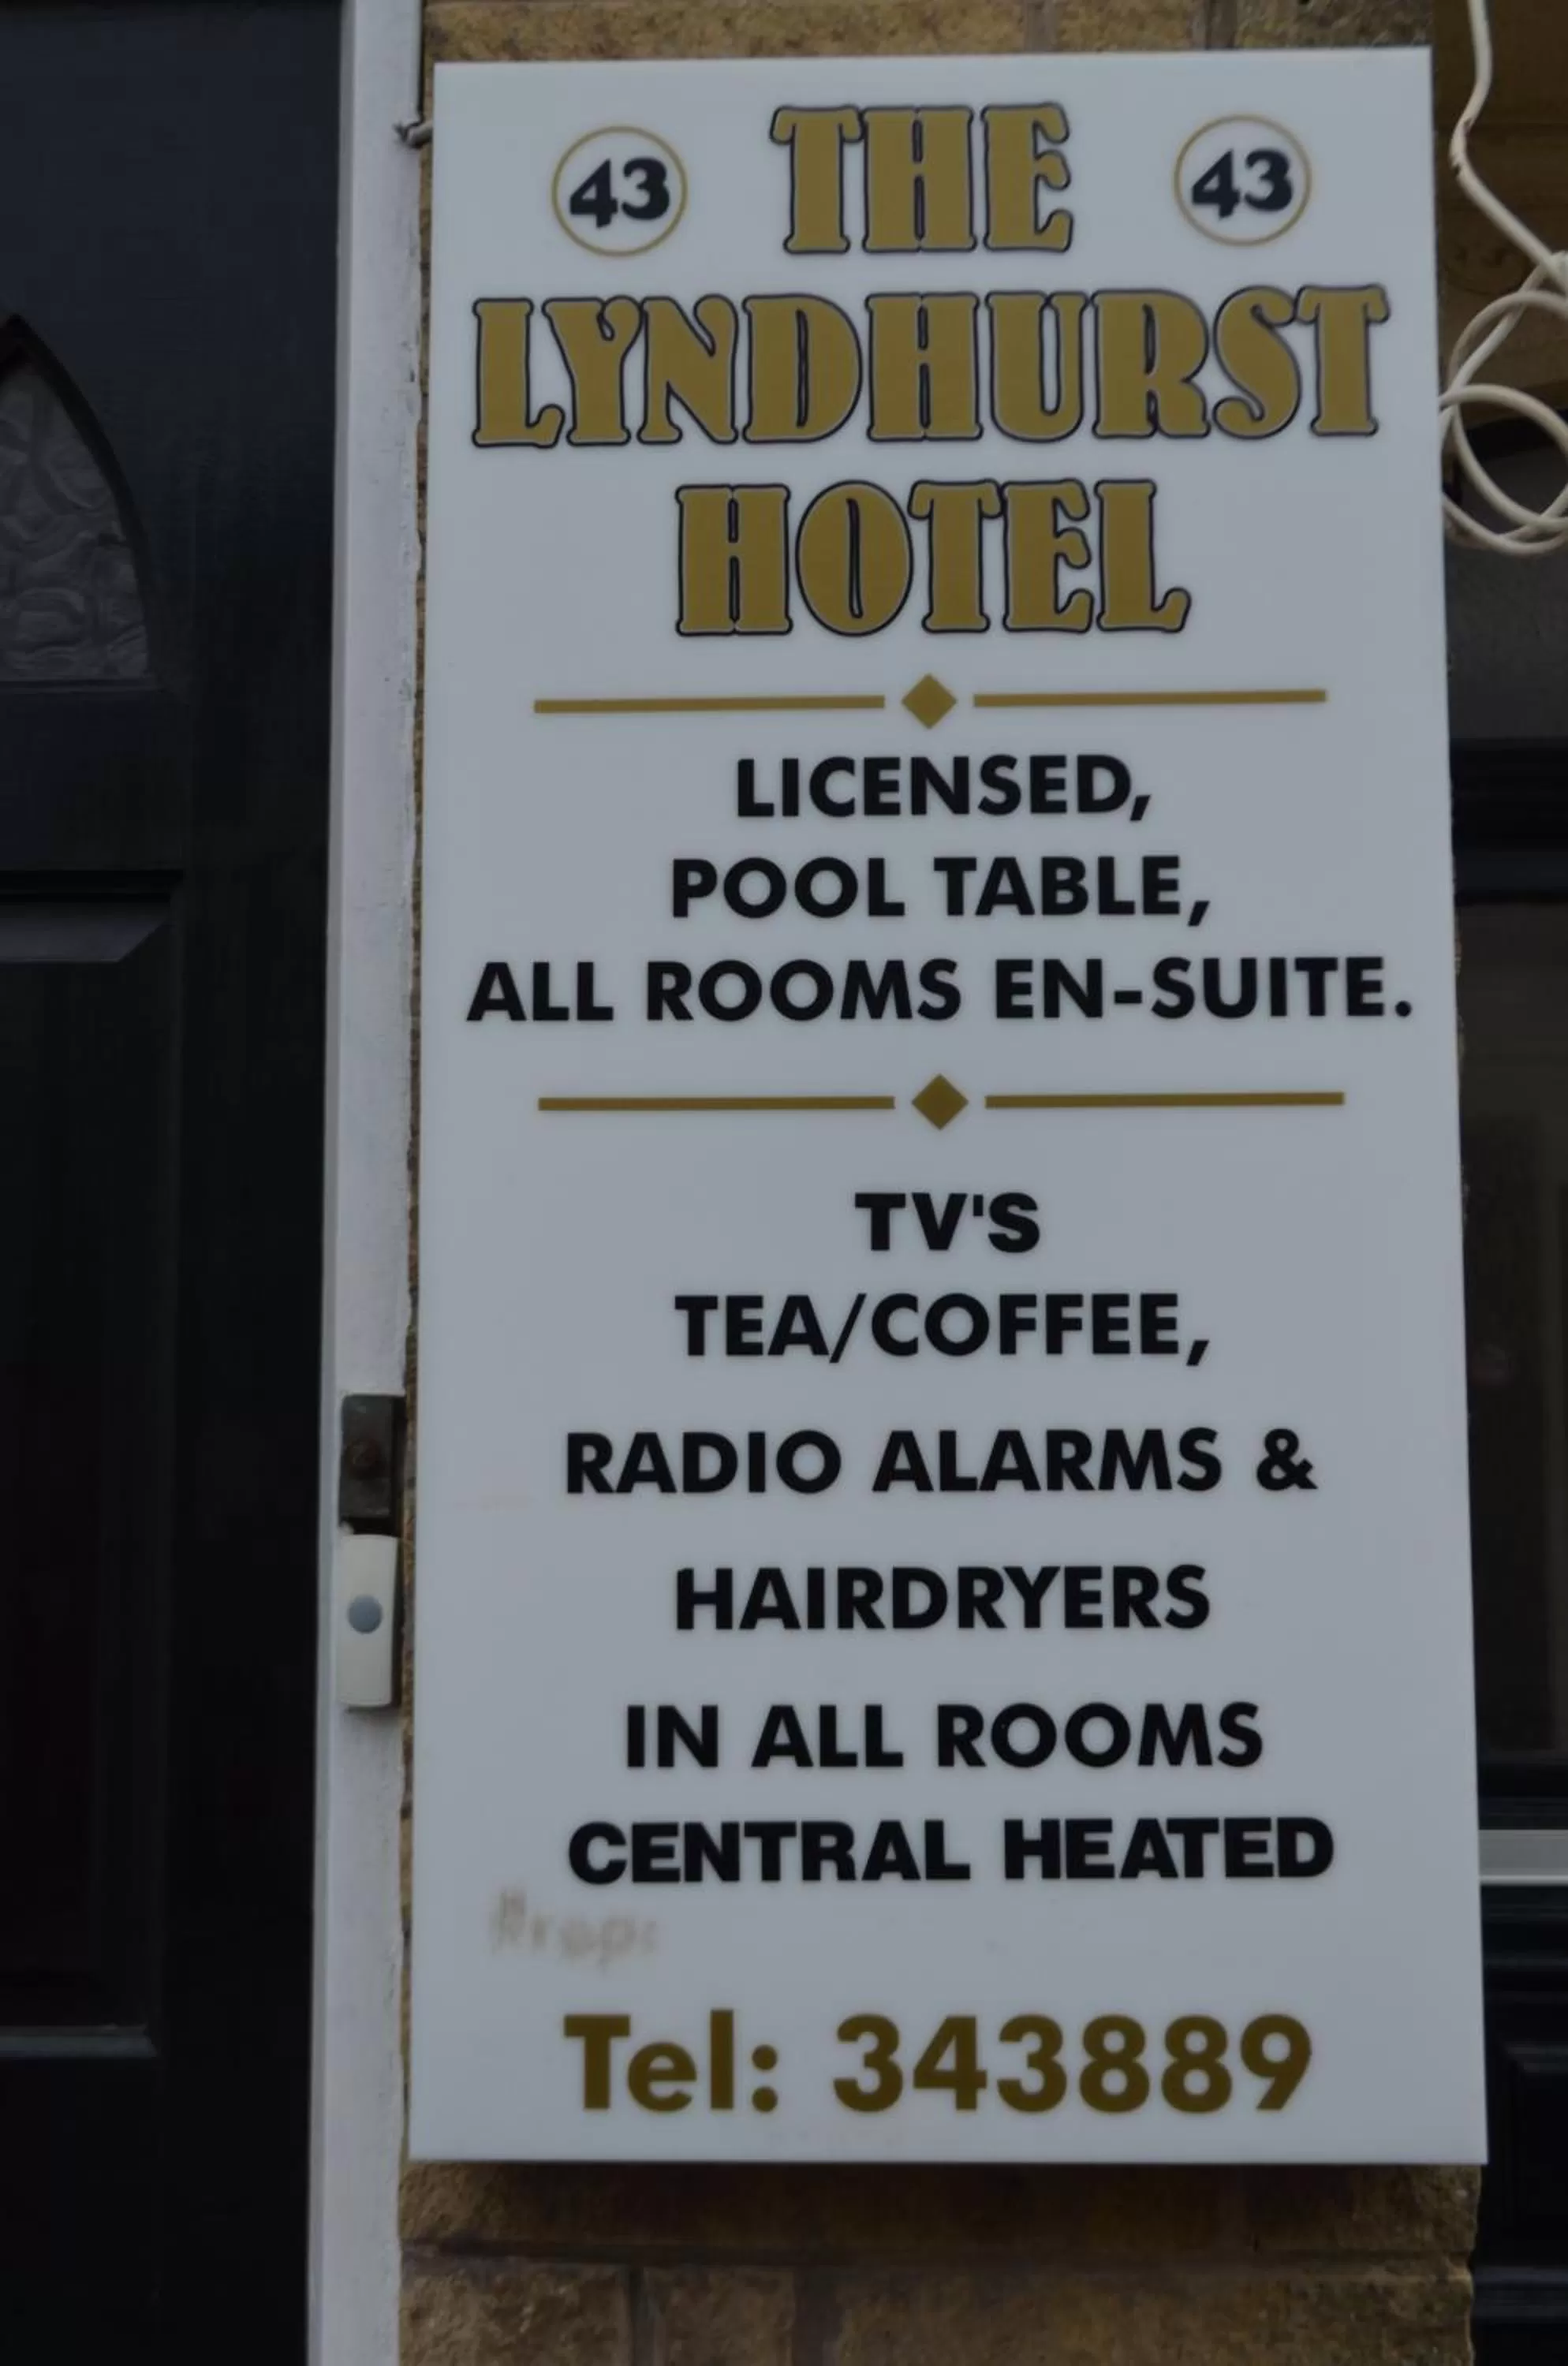 43 THE 43
LYNDHURST
HOTEL
LICENSED,
POOL TABLE,
ALL ROOMS EN-SUITE.
TV'S
TEA/COFFEE,
RADIO ALARMS &
HAIRDRYERS
IN ALL ROOMS
CENTRAL HEATED
Prop:
Tel: 343889